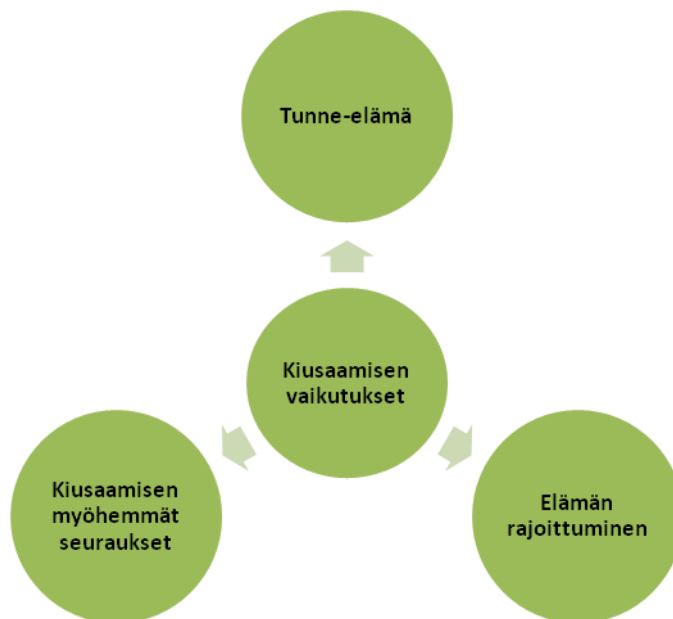 Tunne-elämä
Kiusaamisen
vaikutukset
Kiusaamisen
myöhemmät
seuraukset
Elämän
rajoittuminen